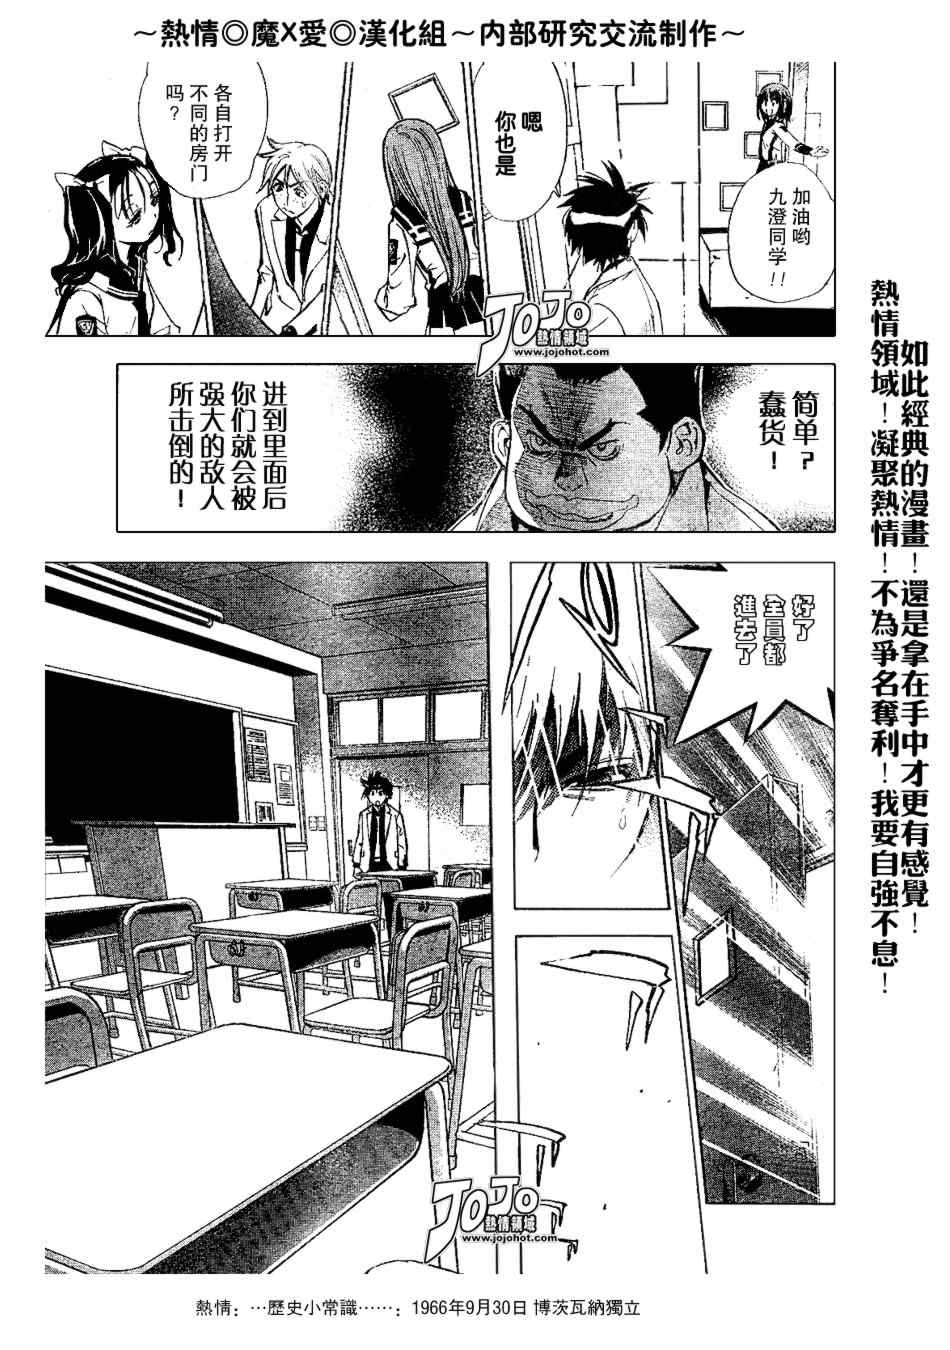 ～熱情◎魔X愛◎漢化組～内部研究交流制作～
加油哟
九澄同学!!
嗯
你也是
各自打开
不同的房门
吗?
JOJO
熱情領域
www.jojohot.com
简单?
蠢货!
进到里面后
你们就会被
强大的敌人
所击倒的!
好了
全員都
進去了
如此經典的漫畫!還是拿在手中才更有感覺!
熱情領域!凝聚熱情!不為爭名奪利!我要自強不息!
JOJO
熱情領域
www.jojohot.com
熱情: …歷史小常識……: 1966年9月30日 博茨瓦納獨立